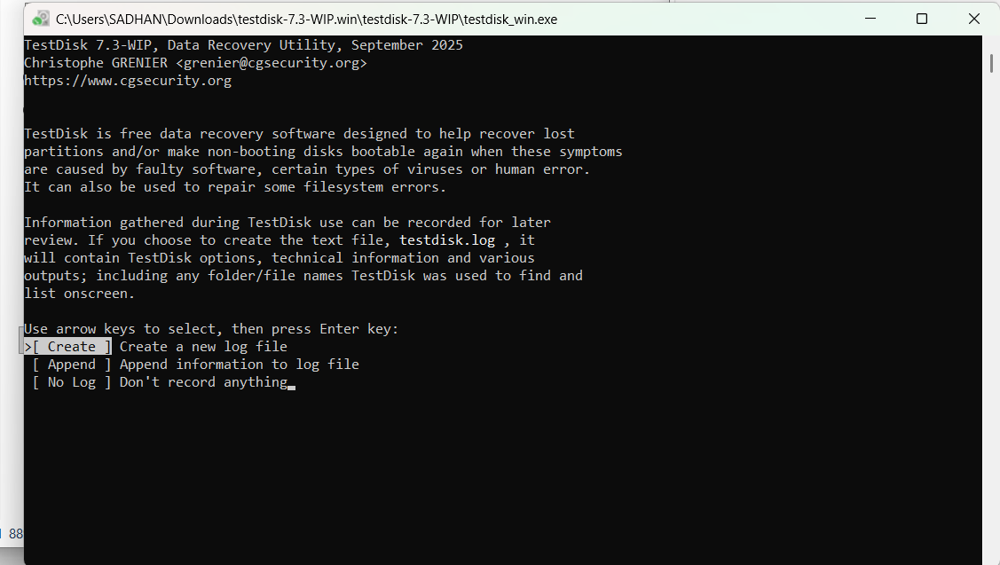 C:\Users\SADHAN\Downloads\testdisk-7.3-WIP.win\testdisk-7.3-WIP\testdisk_win.exe
TestDisk 7.3-WIP, Data Recovery Utility, September 2025
Christophe GRENIER <grenier@cgsecurity.org>
https://www.cgsecurity.org
TestDisk is free data recovery software designed to help recover lost
partitions and/or make non-booting disks bootable again when these symptoms
are caused by faulty software, certain types of viruses or human error.
It can also be used to repair some filesystem errors.
Information gathered during TestDisk use can be recorded for later
review. If you choose to create the text file, testdisk.log , it
will contain TestDisk options, technical information and various
outputs; including any folder/file names TestDisk was used to find and
list onscreen.
Use arrow keys to select, then press Enter key:
>[ Create ] Create a new log file
[ Append ] Append information to log file
[ No Log ] Don't record anything
88